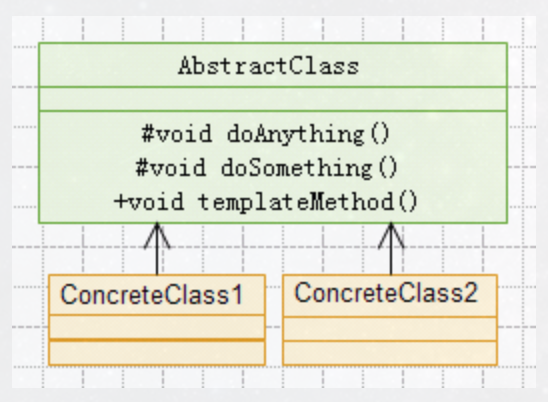 AbstractClass
#void doAnything()
#void doSomething()
+void templateMethod()
ConcreteClass1
ConcreteClass2